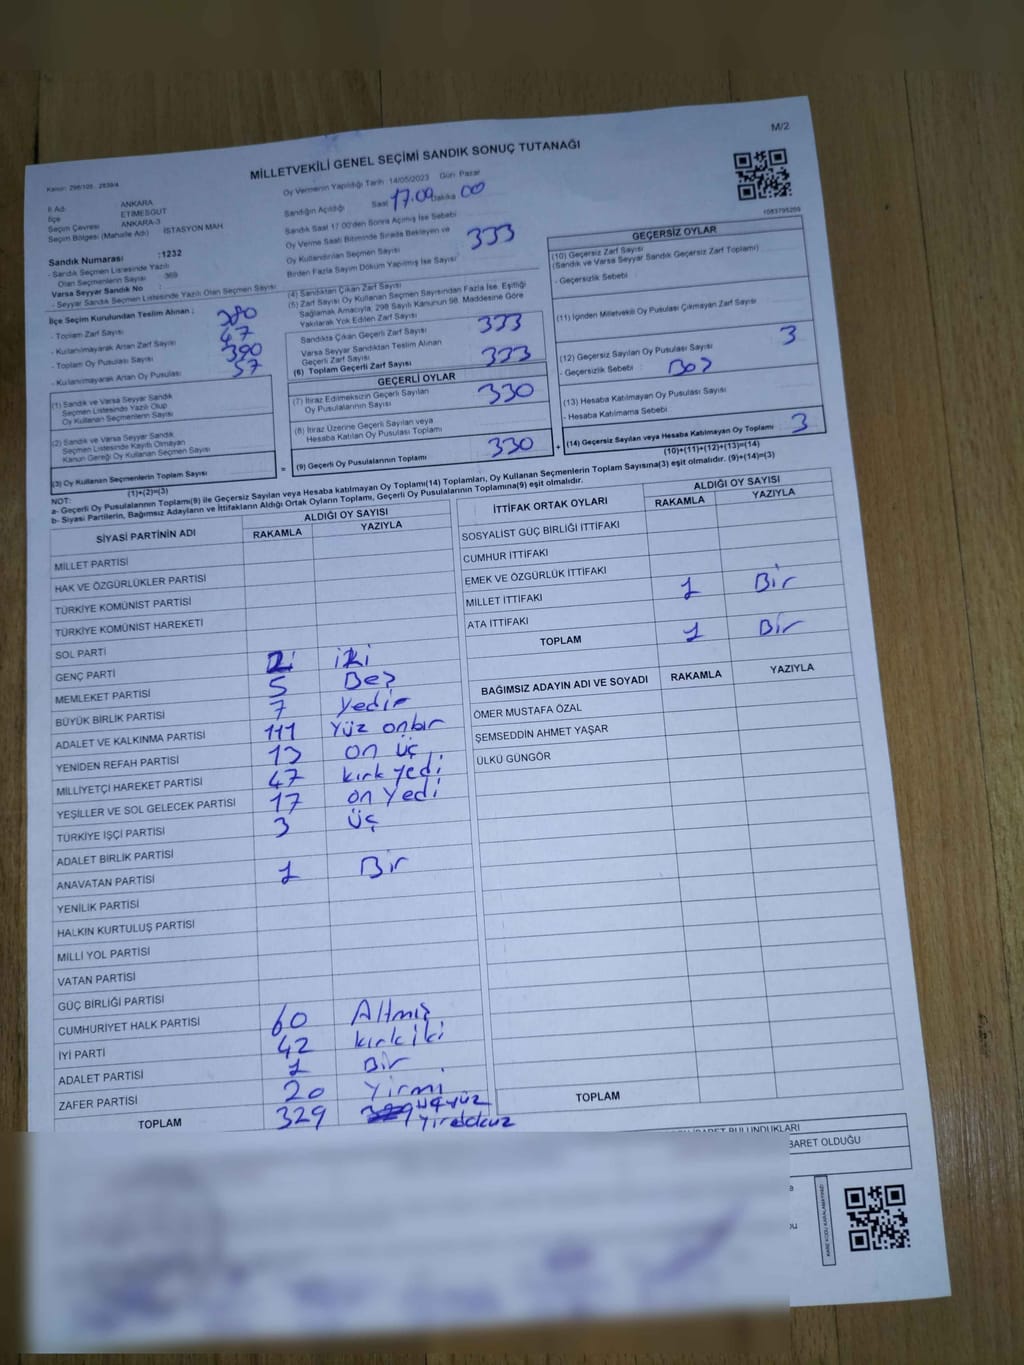 M/2
MİLLETVEKİLİ GENEL SEÇİMİ SANDIK SONUÇ TUTANAĞI
Kanun: 298/105 , 2839/4
Oy Vermenin Yapıldığı Tarih 14/05/2023 Gün: Pazar
İl Adı ANKARA
İlçe ETİMESGUT
Seçim Çevresi ANKARA-3
Seçim Bölgesi (Mahalle Adı) İSTASYON MAH.
Sandığın Açıldığı Saat 17:00 Dakika 00
Sandık Saat 17:00'den Sonra Açılmış İse Sebebi
Oy Verme Saati Bitiminde Sırada Bekleyen ve
Oy Kullandırılan Seçmen Sayısı 333
Birden Fazla Sayım Döküm Yapılmış İse Sayısı
Sandık Numarası :1232
- Sandık Seçmen Listesinde Yazılı
Olan Seçmenlerin Sayısı : 369
Varsa Seyyar Sandık No
- Seyyar Sandık Seçmen Listesinde Yazılı Olan Seçmen Sayısı
İlçe Seçim Kurulundan Teslim Alınan ;
- Toplam Zarf Sayısı 380
- Kullanılmayarak Artan Zarf Sayısı 47
- Toplam Oy Pusulası Sayısı 390
- Kullanılmayarak Artan Oy Pusulası 57
(1) Sandık ve Varsa Seyyar Sandık
Seçmen Listesinde Yazılı Olup
Oy Kullanan Seçmenlerin Sayısı
(2) Sandık ve Varsa Seyyar Sandık
Seçmen Listesinde Kayıtlı Olmayan
Kanun Gereği Oy Kullanan Seçmen Sayısı
(3) Oy Kullanan Seçmenlerin Toplam Sayısı
(1)+(2)=(3)
(4) Sandıktan Çıkan Zarf Sayısı
(5) Zarf Sayısı Oy Kullanan Seçmen Sayısından Fazla İse, Eşitliği
Sağlamak Amacıyla, 298 Sayılı Kanunun 98. Maddesine Göre
Yakılarak Yok Edilen Zarf Sayısı
Sandıkta Çıkan Geçerli Zarf Sayısı 333
Varsa Seyyar Sandıktan Teslim Alınan
Geçerli Zarf Sayısı
(6) Toplam Geçerli Zarf Sayısı 333
GEÇERLİ OYLAR
(7) İtiraz Edilmeksizin Geçerli Sayılan
Oy Pusulalarının Sayısı 330
(8) İtiraz Üzerine Geçerli Sayılan veya
Hesaba Katılan Oy Pusulası Toplamı
= (9) Geçerli Oy Pusulalarının Toplamı 330 +
1083795209
GEÇERSİZ OYLAR
(10) Geçersiz Zarf Sayısı
(Sandık ve Varsa Seyyar Sandık Geçersiz Zarf Toplamı)
- Geçersizlik Sebebi :
(11) İçinden Milletvekili Oy Pusulası Çıkmayan Zarf Sayısı
(12) Geçersiz Sayılan Oy Pusulası Sayısı 3
- Geçersizlik Sebebi : Boş
(13) Hesaba Katılmayan Oy Pusulası Sayısı
- Hesaba Katılmama Sebebi
(14) Geçersiz Sayılan veya Hesaba Katılmayan Oy Toplamı 3
(10)+(11)+(12)+(13)=(14)
NOT:
a- Geçerli Oy Pusulalarının Toplamı(9) ile Geçersiz Sayılan veya Hesaba katılmayan Oy Toplamı(14) Toplamları, Oy Kullanan Seçmenlerin Toplam Sayısına(3) eşit olmalıdır. (9)+(14)=(3)
b- Siyasi Partilerin, Bağımsız Adayların ve İttifakların Aldığı Ortak Oyların Toplamı, Geçerli Oy Pusulalarının Toplamına(9) eşit olmalıdır.
SİYASİ PARTİNİN ADI ALDIĞI OY SAYISI
RAKAMLA YAZIYLA
MİLLET PARTİSİ
HAK VE ÖZGÜRLÜKLER PARTİSİ
TÜRKİYE KOMÜNİST PARTİSİ
TÜRKİYE KOMÜNİST HAREKETİ
SOL PARTİ
GENÇ PARTİ 2 iki
MEMLEKET PARTİSİ 5 Beş
BÜYÜK BİRLİK PARTİSİ 7 Yedi
ADALET VE KALKINMA PARTİSİ 111 Yüz onbir
YENİDEN REFAH PARTİSİ 13 on üç
MİLLİYETÇİ HAREKET PARTİSİ 47 kırk yedi
YEŞİLLER VE SOL GELECEK PARTİSİ 17 on yedi
TÜRKİYE İŞÇİ PARTİSİ 3 üç
ADALET BİRLİK PARTİSİ
ANAVATAN PARTİSİ 1 Bir
YENİLİK PARTİSİ
HALKIN KURTULUŞ PARTİSİ
MİLLİ YOL PARTİSİ
VATAN PARTİSİ
GÜÇ BİRLİĞİ PARTİSİ
CUMHURİYET HALK PARTİSİ 60 Altmış
İYİ PARTİ 42 kırkiki
ADALET PARTİSİ 1 Bir
ZAFER PARTİSİ 20 Yirmi
TOPLAM 329 üçyüz
İTTİFAK ORTAK OYLARI ALDIĞI OY SAYISI
RAKAMLA YAZIYLA
SOSYALİST GÜÇ BİRLİĞİ İTTİFAKI
CUMHUR İTTİFAKI
EMEK VE ÖZGÜRLÜK İTTİFAKI
MİLLET İTTİFAKI 1 Bir
ATA İTTİFAKI
TOPLAM 1 Bir
BAĞIMSIZ ADAYIN ADI VE SOYADI RAKAMLA YAZIYLA
ÖMER MUSTAFA ÖZAL
ŞEMSEDDİN AHMET YAŞAR
ÜLKÜ GÜNGÖR
TOPLAM
BULUNDUKLARI
BARET OLDUĞU
KARE KODU KARALAMAYINIZ!